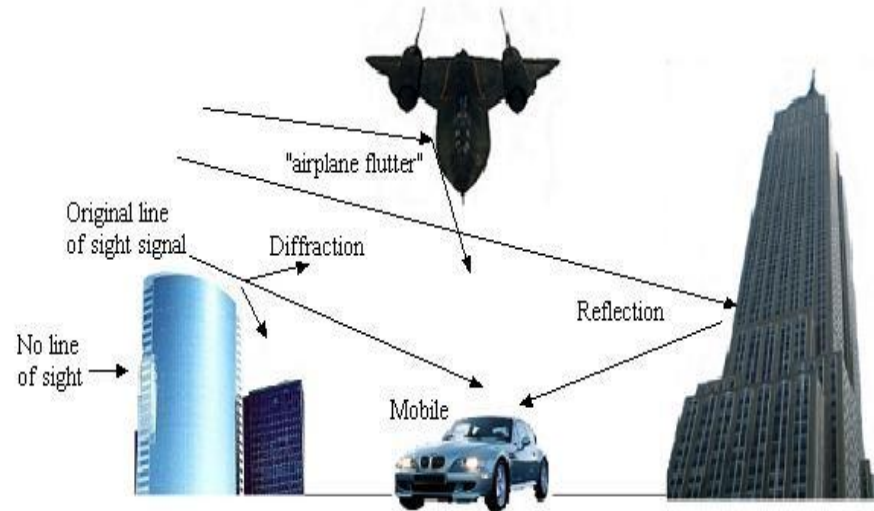 "airplane flutter"
Original line
of sight signal
Diffraction
Reflection
No line
of sight
Mobile